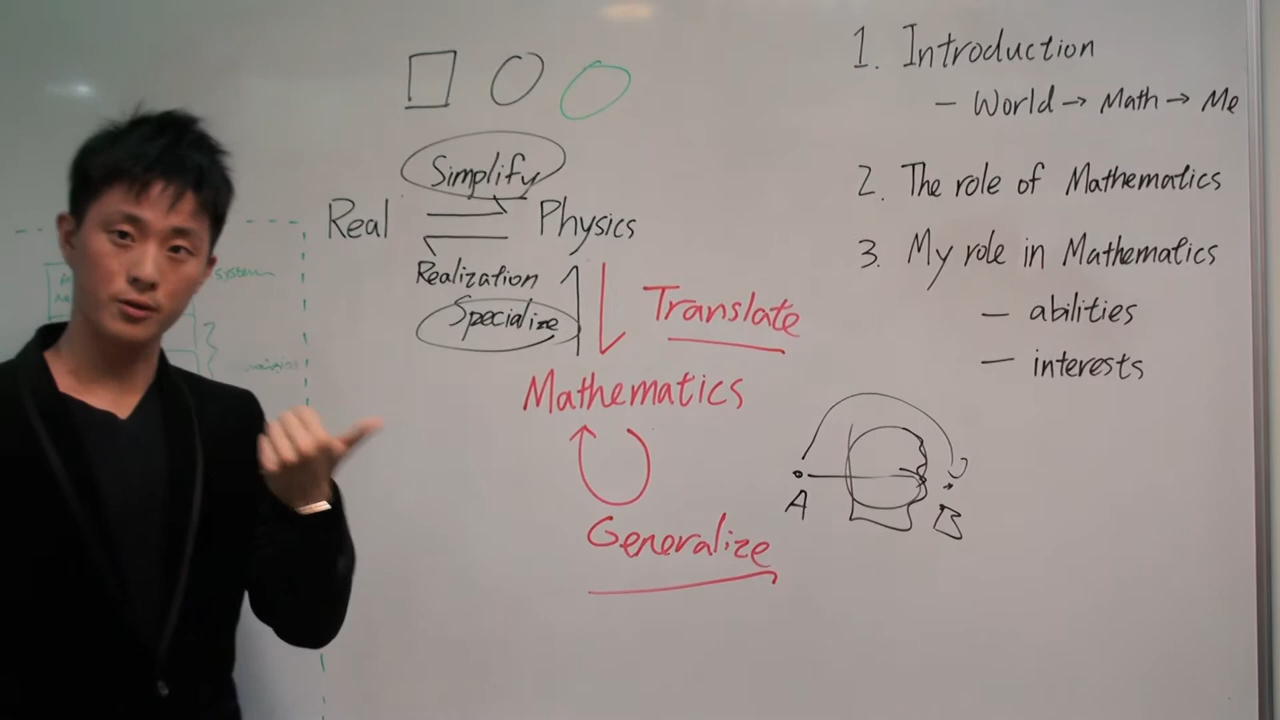 Simplify
Real
Physics
Realization
Specialize
Translate
Mathematics
Generalize
1. Introduction
- World → Math → Me
2. The role of Mathematics
3. My role in Mathematics
- abilities
- interests
A
B
system